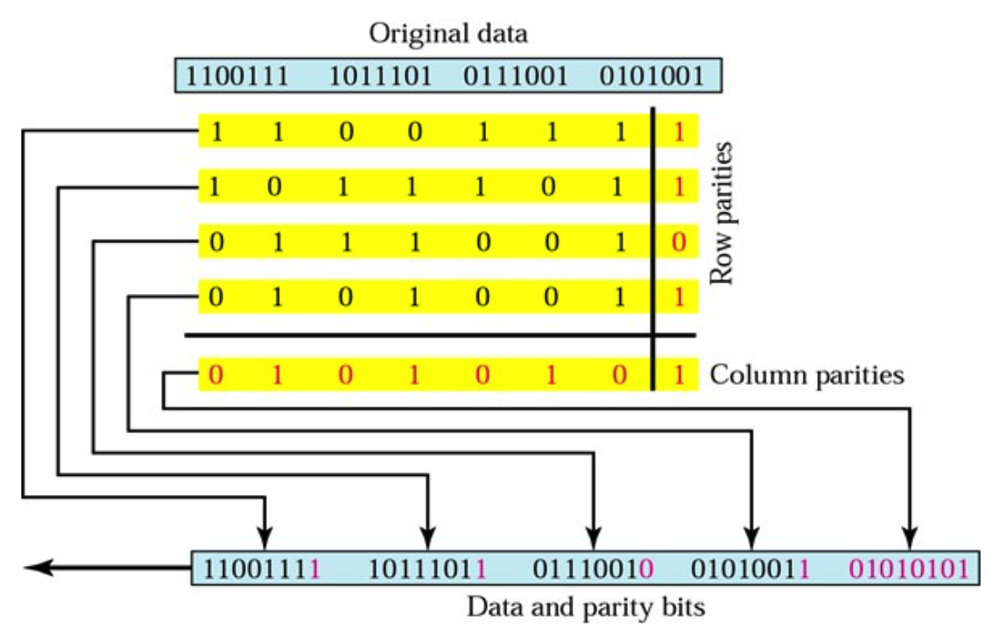 Original data
1100111 1011101 0111001 0101001
1 1 0 0 1 1 1 1
1 0 1 1 1 0 1 1
0 1 1 1 0 0 1 0
0 1 0 1 0 0 1 1
Row parities
0 1 0 1 0 1 0 1 Column parities
11001111 10111011 01110010 01010011 01010101
Data and parity bits